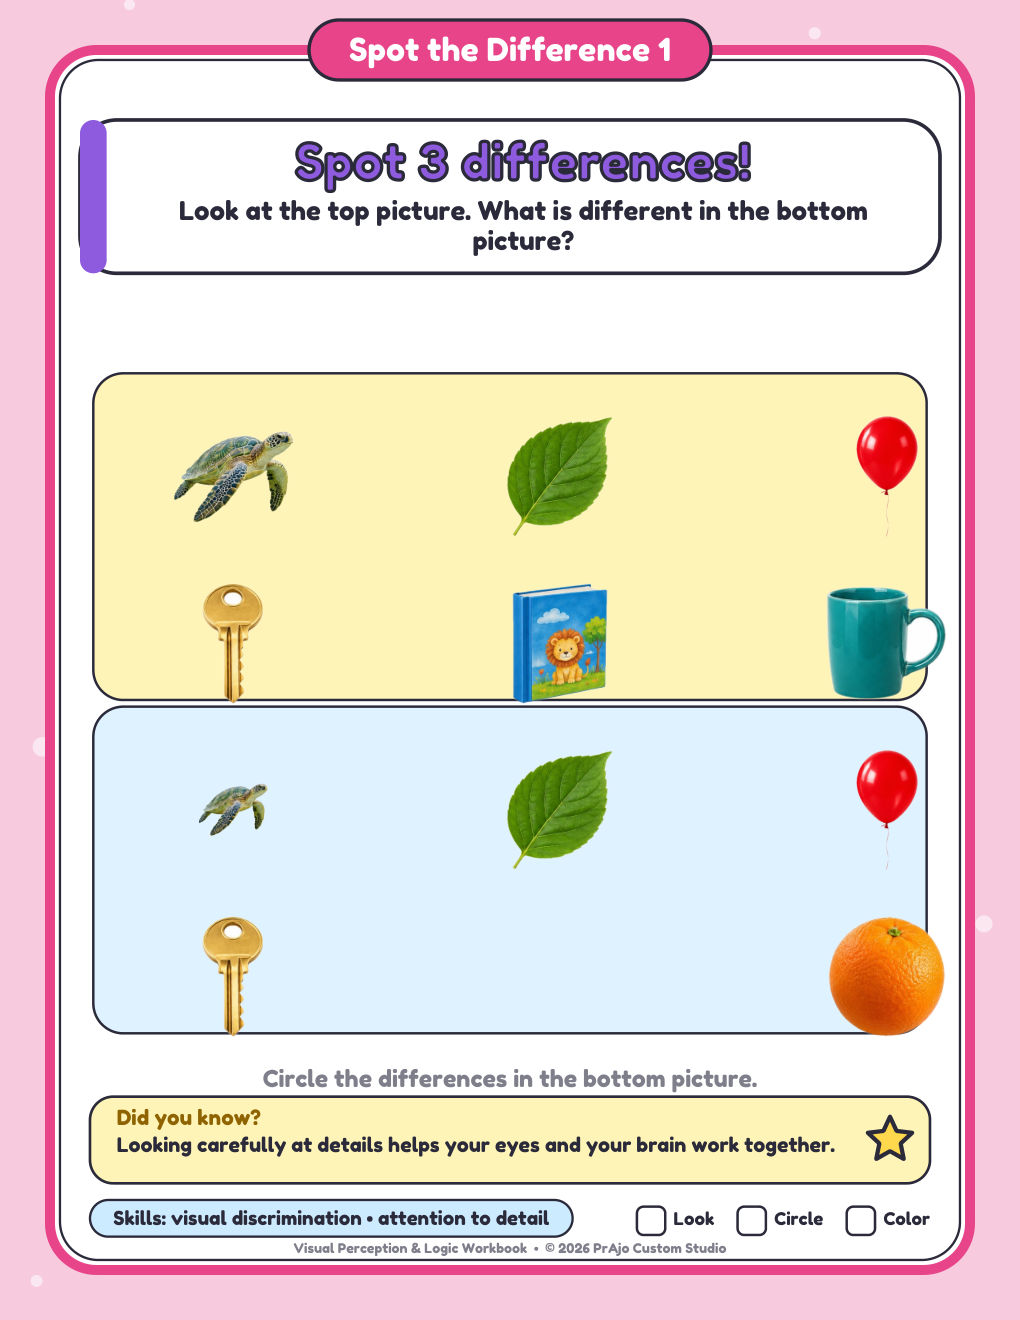 Spot the Difference 1
Spot 3 differences!
Look at the top picture. What is different in the bottom
picture?
Circle the differences in the bottom picture.
Did you know?
Looking carefully at details helps your eyes and your brain work together.
Skills: visual discrimination • attention to detail
Look
Circle
Color
Visual Perception & Logic Workbook • © 2026 PrAjo Custom Studio